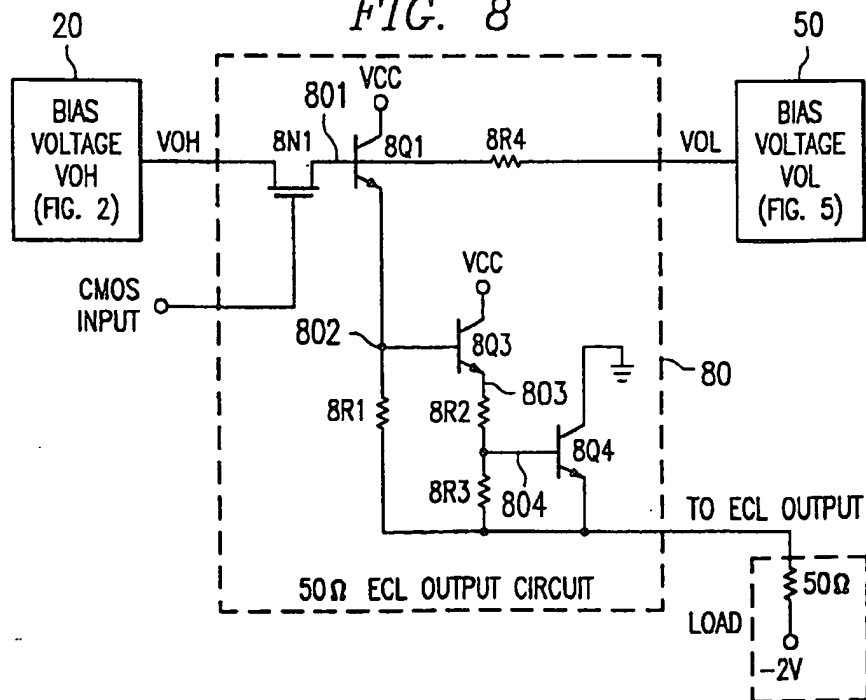 FIG. 8
20
50
BIAS
VOLTAGE
VOH
(FIG. 2)
VOH
8N1
801
VCC
8Q1
8R4
VOL
BIAS
VOLTAGE
VOL
(FIG. 5)
CMOS
INPUT
VCC
802
8Q3
803
80
8R1
8R2
8Q4
8R3
804
TO ECL OUTPUT
50Ω ECL OUTPUT CIRCUIT
50Ω
LOAD
-2V